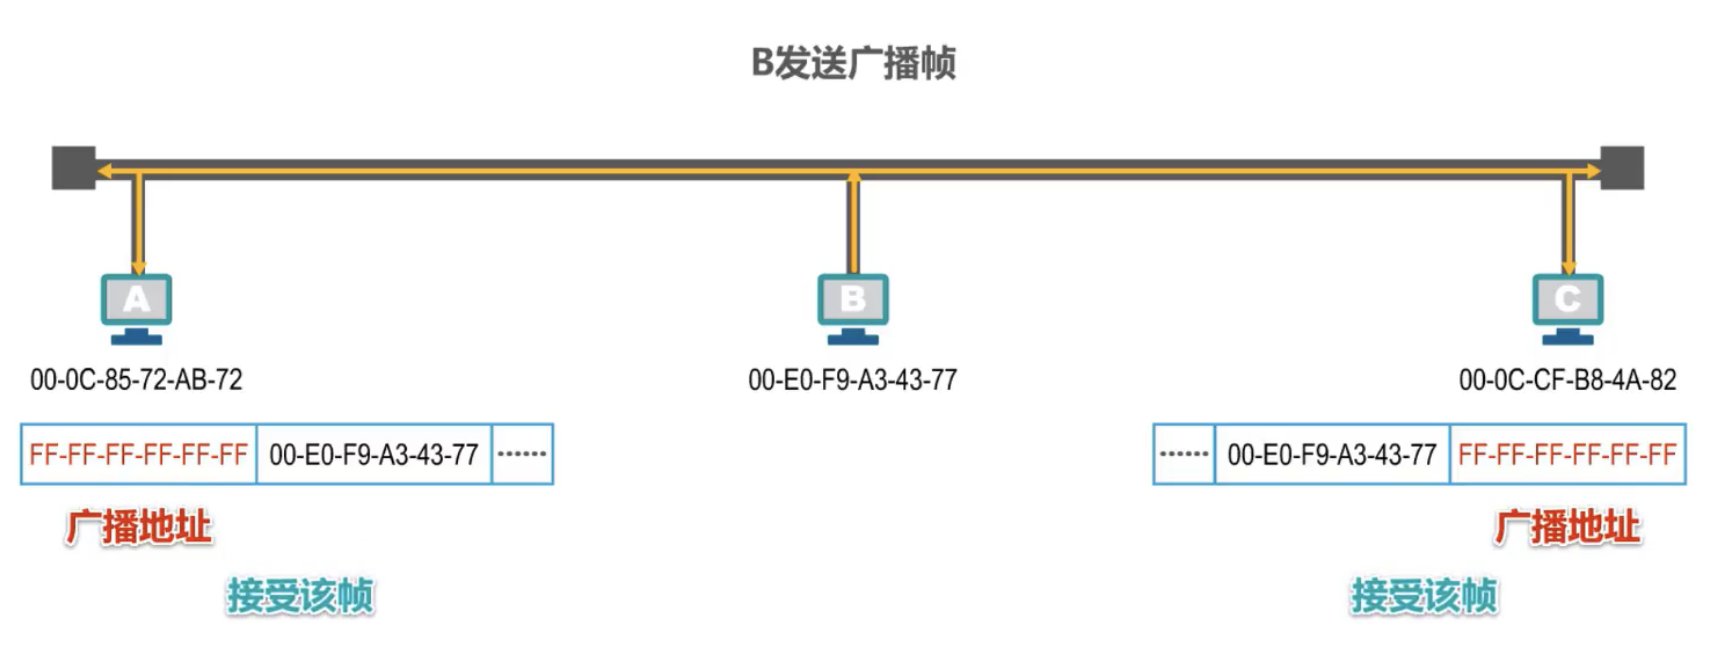 B发送广播帧
A
B
C
00-0C-85-72-AB-72
00-E0-F9-A3-43-77
00-0C-CF-B8-4A-82
FF-FF-FF-FF-FF-FF 00-E0-F9-A3-43-77 ······
······ 00-E0-F9-A3-43-77 FF-FF-FF-FF-FF-FF
广播地址
广播地址
接受该帧
接受该帧